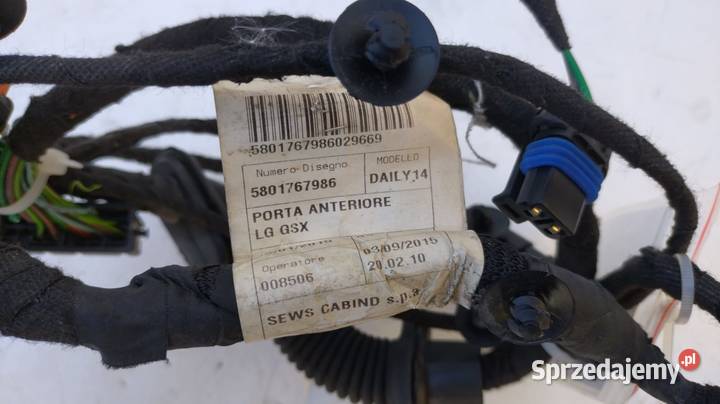 5801767986029669
Numero Disegno
MODELLO
5801767986
DAILY14
PORTA ANTERIORE
LG GSX
03/09/2015
Operatore
20.02.10
008506
SEWS CABIND s.p.a
Sprzedajemy.pl